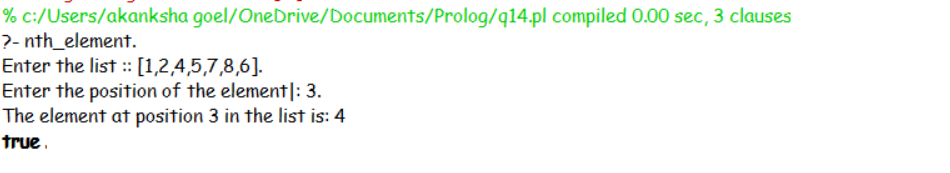 % c:/Users/akanksha goel/OneDrive/Documents/Prolog/q14.pl compiled 0.00 sec, 3 clauses
?- nth_element.
Enter the list :: [1,2,4,5,7,8,6].
Enter the position of the element|: 3.
The element at position 3 in the list is: 4
true .